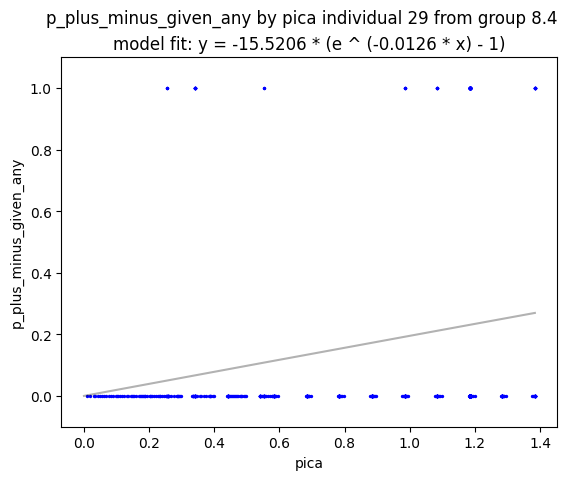 p_plus_minus_given_any by pica individual 29 from group 8.4
model fit: y = -15.5206 * (e ^ (-0.0126 * x) - 1)
1.0
0.8
0.6
0.4
0.2
0.0
p_plus_minus_given_any
0.0 0.2 0.4 0.6 0.8 1.0 1.2 1.4
pica